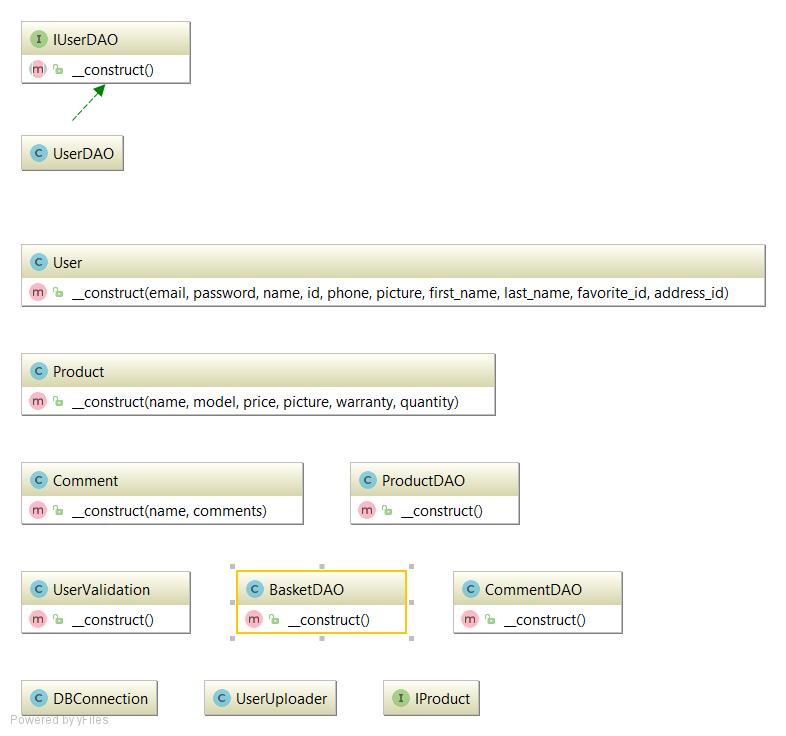 I IUserDAO
m __construct()
C UserDAO
C User
m __construct(email, password, name, id, phone, picture, first_name, last_name, favorite_id, address_id)
C Product
m __construct(name, model, price, picture, warranty, quantity)
C Comment
m __construct(name, comments)
C ProductDAO
m __construct()
C UserValidation
m __construct()
C BasketDAO
m __construct()
C CommentDAO
m __construct()
C DBConnection
C UserUploader
I IProduct
Powered by yFiles